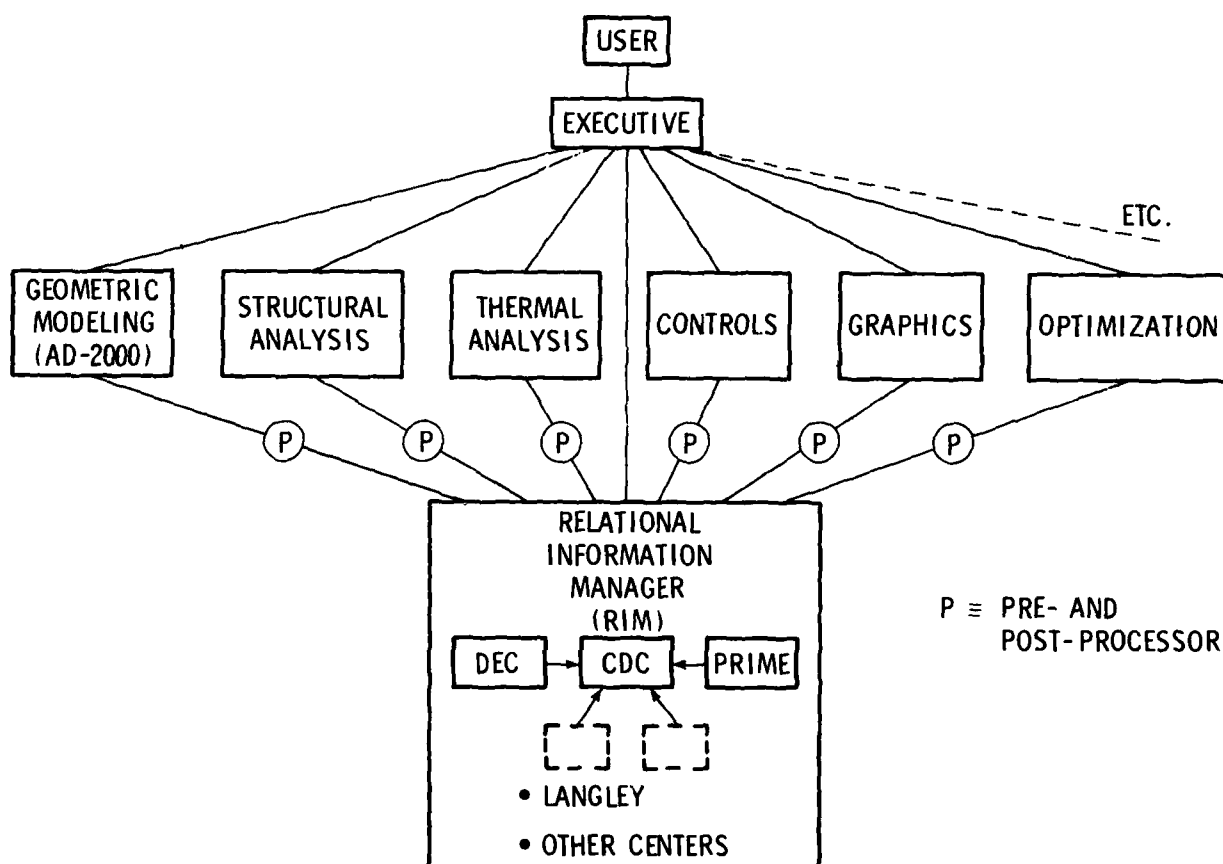 USER
EXECUTIVE
ETC.
GEOMETRIC
MODELING
(AD-2000)
STRUCTURAL
ANALYSIS
THERMAL
ANALYSIS
CONTROLS
GRAPHICS
OPTIMIZATION
P
P
P
P
P
P
RELATIONAL
INFORMATION
MANAGER
(RIM)
DEC
CDC
PRIME
• LANGLEY
• OTHER CENTERS
P ≡ PRE- AND
POST-PROCESSOR